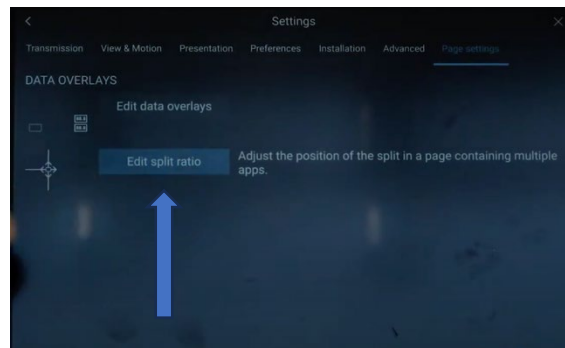 Settings
Transmission View & Motion Presentation Preferences Installation Advanced Page settings
DATA OVERLAYS
Edit data overlays
Edit split ratio
Adjust the position of the split in a page containing multiple
apps.